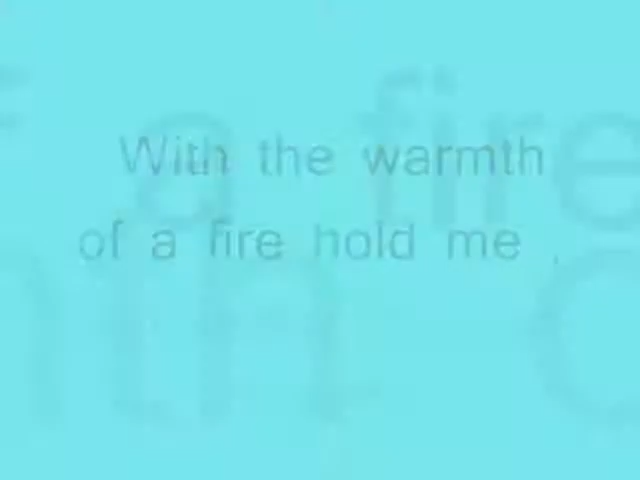 With the warmth
of a fire hold me .